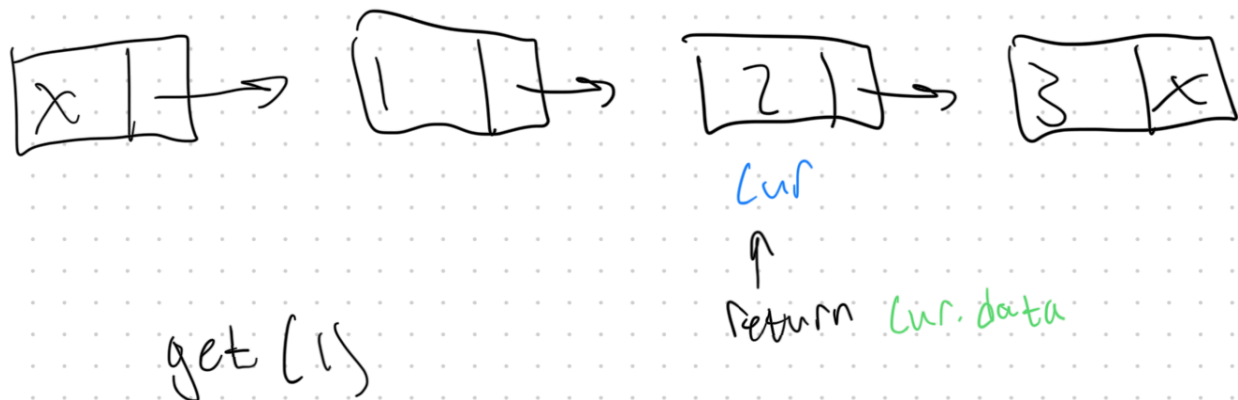 x 1 2 3 x
cur
return cur.data
get(1)